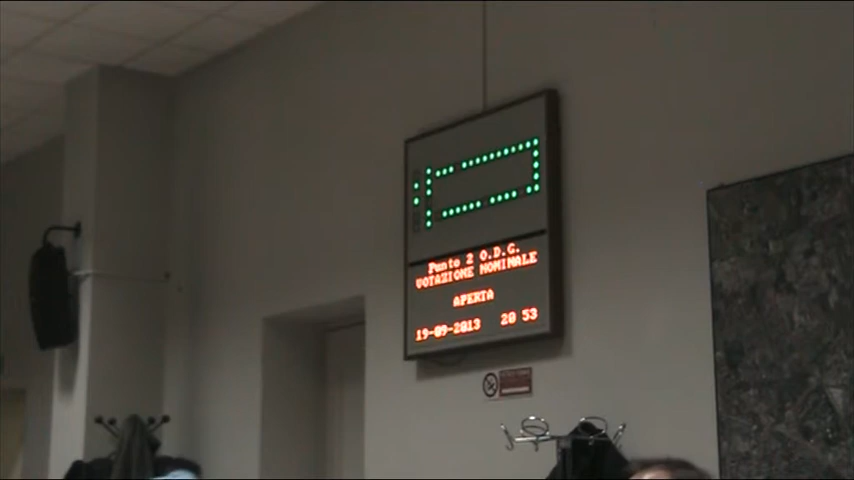 Punto 2 O.D.G.
VOTAZIONE NOMINALE
APERTA
19-09-2013 20 53